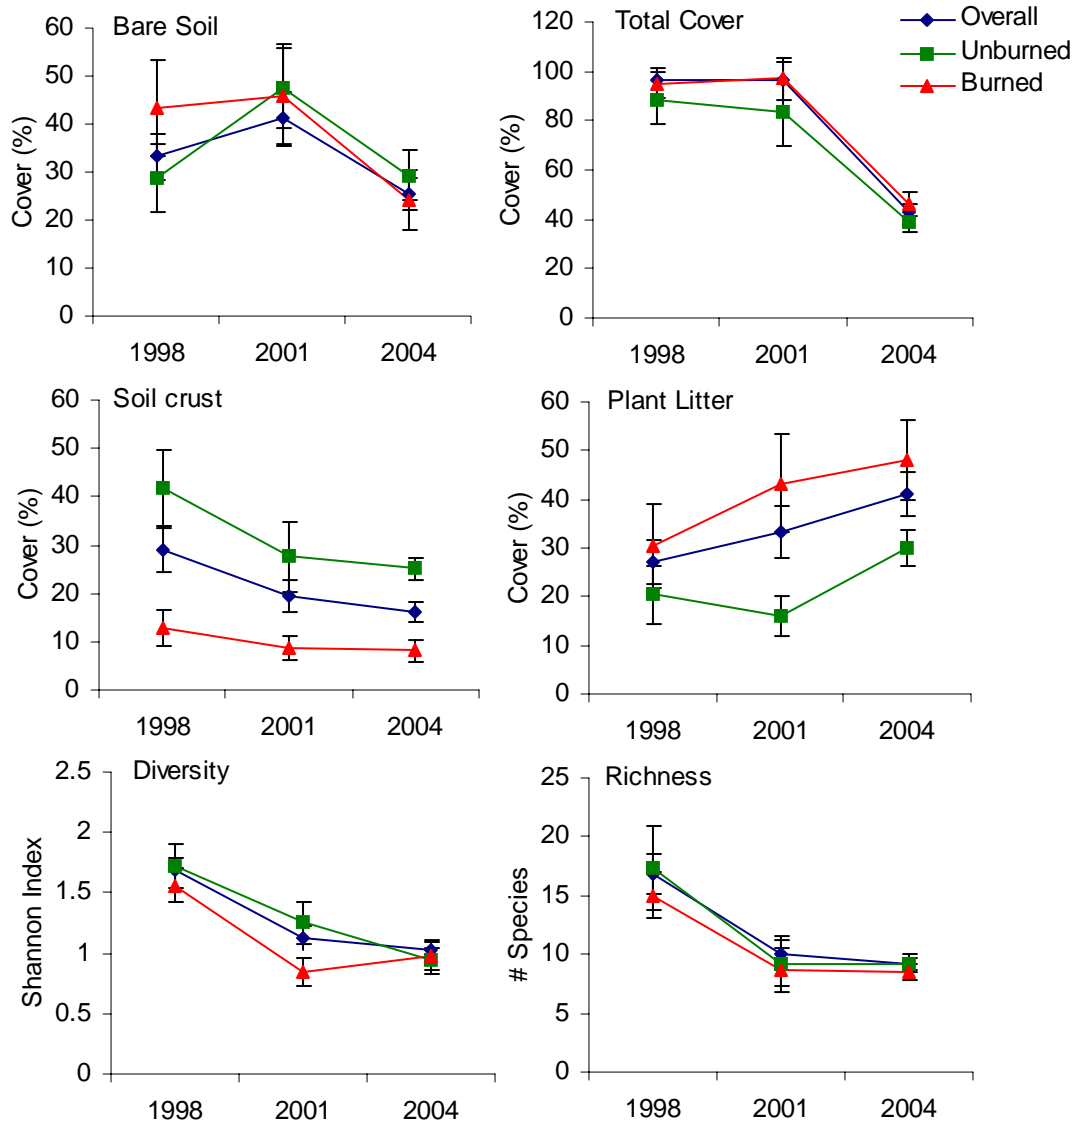 Bare Soil
Cover (%)
60
50
40
30
20
10
0
1998 2001 2004
Total Cover
Cover (%)
120
100
80
60
40
20
0
1998 2001 2004
Overall
Unburned
Burned
Soil crust
Cover (%)
60
50
40
30
20
10
0
1998 2001 2004
Plant Litter
Cover (%)
60
50
40
30
20
10
0
1998 2001 2004
Diversity
Shannon Index
2.5
2
1.5
1
0.5
0
1998 2001 2004
Richness
# Species
25
20
15
10
5
0
1998 2001 2004